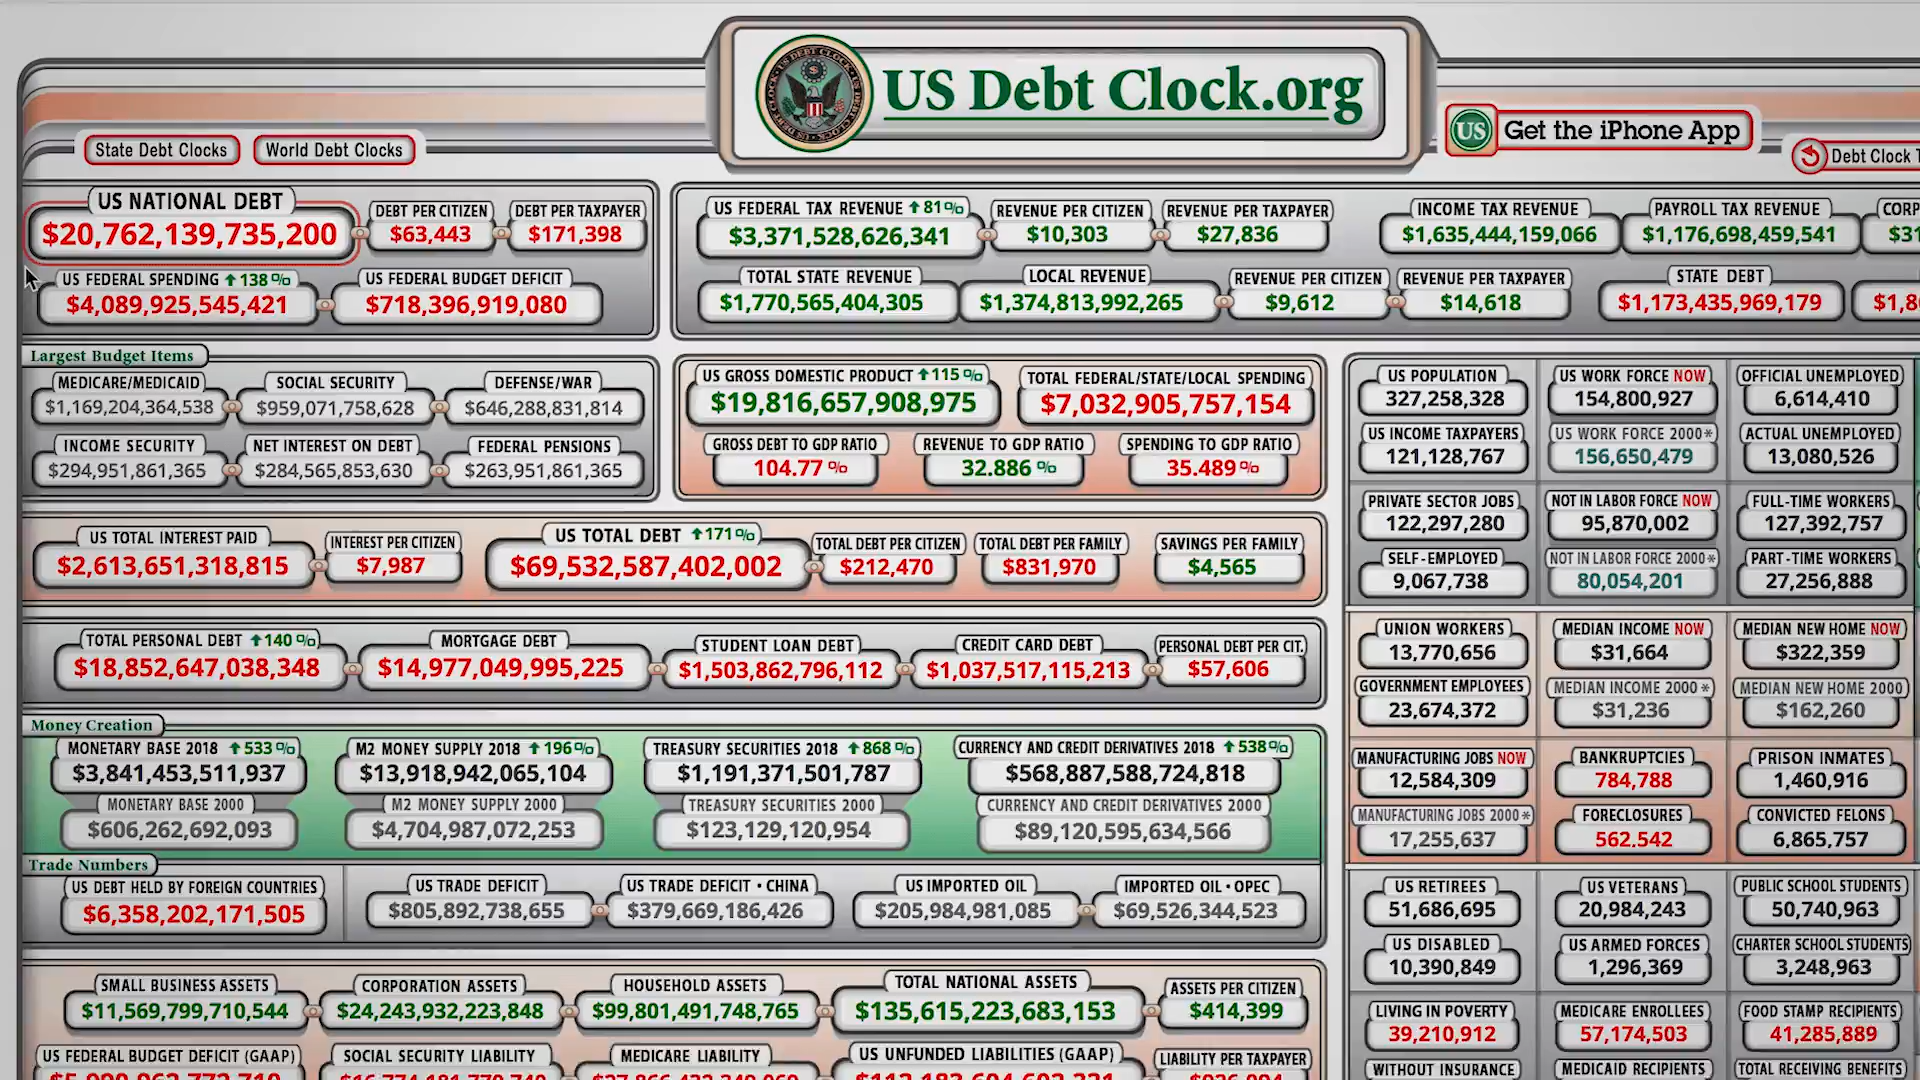 US Debt Clock.org
US
Get the iPhone App
State Debt Clocks
World Debt Clocks
Debt Clock
US NATIONAL DEBT
$20,762,139,735,200
DEBT PER CITIZEN
$63,443
DEBT PER TAXPAYER
$171,398
US FEDERAL SPENDING 138%
$4,089,925,545,421
US FEDERAL BUDGET DEFICIT
$718,396,919,080
US FEDERAL TAX REVENUE 81%
$3,371,528,626,341
REVENUE PER CITIZEN
$10,303
REVENUE PER TAXPAYER
$27,836
INCOME TAX REVENUE
$1,635,444,159,066
PAYROLL TAX REVENUE
$1,176,698,459,541
CORP
$31
TOTAL STATE REVENUE
$1,770,565,404,305
LOCAL REVENUE
$1,374,813,992,265
REVENUE PER CITIZEN
$9,612
REVENUE PER TAXPAYER
$14,618
STATE DEBT
$1,173,435,969,179
$1,8
Largest Budget Items
MEDICARE/MEDICAID
$1,169,204,364,538
SOCIAL SECURITY
$959,071,758,628
DEFENSE/WAR
$646,288,831,814
INCOME SECURITY
$294,951,861,365
NET INTEREST ON DEBT
$284,565,853,630
FEDERAL PENSIONS
$263,951,861,365
US GROSS DOMESTIC PRODUCT 115%
$19,816,657,908,975
TOTAL FEDERAL/STATE/LOCAL SPENDING
$7,032,905,757,154
GROSS DEBT TO GDP RATIO
104.77 %
REVENUE TO GDP RATIO
32.886 %
SPENDING TO GDP RATIO
35.489%
US TOTAL INTEREST PAID
$2,613,651,318,815
INTEREST PER CITIZEN
$7,987
US TOTAL DEBT 171%
$69,532,587,402,002
TOTAL DEBT PER CITIZEN
$212,470
TOTAL DEBT PER FAMILY
$831,970
SAVINGS PER FAMILY
$4,565
TOTAL PERSONAL DEBT 140%
$18,852,647,038,348
MORTGAGE DEBT
$14,977,049,995,225
STUDENT LOAN DEBT
$1,503,862,796,112
CREDIT CARD DEBT
$1,037,517,115,213
PERSONAL DEBT PER CIT.
$57,606
Money Creation
MONETARY BASE 2018 533%
$3,841,453,511,937
M2 MONEY SUPPLY 2018 196%
$13,918,942,065,104
TREASURY SECURITIES 2018 868%
$1,191,371,501,787
CURRENCY AND CREDIT DERIVATIVES 2018 538%
$568,887,588,724,818
MONETARY BASE 2000
$606,262,692,093
M2 MONEY SUPPLY 2000
$4,704,987,072,253
TREASURY SECURITIES 2000
$123,129,120,954
CURRENCY AND CREDIT DERIVATIVES 2000
$89,120,595,634,566
Trade Numbers
US DEBT HELD BY FOREIGN COUNTRIES
$6,358,202,171,505
US TRADE DEFICIT
$805,892,738,655
US TRADE DEFICIT • CHINA
$379,669,186,426
US IMPORTED OIL
$205,984,981,085
IMPORTED OIL • OPEC
$69,526,344,523
SMALL BUSINESS ASSETS
$11,569,799,710,544
CORPORATION ASSETS
$24,243,932,223,848
HOUSEHOLD ASSETS
$99,801,491,748,765
TOTAL NATIONAL ASSETS
$135,615,223,683,153
ASSETS PER CITIZEN
$414,399
US FEDERAL BUDGET DEFICIT (GAAP)
SOCIAL SECURITY LIABILITY
MEDICARE LIABILITY
US UNFUNDED LIABILITIES (GAAP)
LIABILITY PER TAXPAYER
US POPULATION
327,258,328
US WORK FORCE NOW
154,800,927
OFFICIAL UNEMPLOYED
6,614,410
US INCOME TAXPAYERS
121,128,767
US WORK FORCE 2000*
156,650,479
ACTUAL UNEMPLOYED
13,080,526
PRIVATE SECTOR JOBS
122,297,280
NOT IN LABOR FORCE NOW
95,870,002
FULL-TIME WORKERS
127,392,757
SELF-EMPLOYED
9,067,738
NOT IN LABOR FORCE 2000*
80,054,201
PART-TIME WORKERS
27,256,888
UNION WORKERS
13,770,656
MEDIAN INCOME NOW
$31,664
MEDIAN NEW HOME NOW
$322,359
GOVERNMENT EMPLOYEES
23,674,372
MEDIAN INCOME 2000*
$31,236
MEDIAN NEW HOME 2000
$162,260
MANUFACTURING JOBS NOW
12,584,309
BANKRUPTCIES
784,788
PRISON INMATES
1,460,916
MANUFACTURING JOBS 2000*
17,255,637
FORECLOSURES
562,542
CONVICTED FELONS
6,865,757
US RETIREES
51,686,695
US VETERANS
20,984,243
PUBLIC SCHOOL STUDENTS
50,740,963
US DISABLED
10,390,849
US ARMED FORCES
1,296,369
CHARTER SCHOOL STUDENTS
3,248,963
LIVING IN POVERTY
39,210,912
MEDICARE ENROLLEES
57,174,503
FOOD STAMP RECIPIENTS
41,285,889
WITHOUT INSURANCE
MEDICAID RECIPIENTS
TOTAL RECEIVING BENEFITS